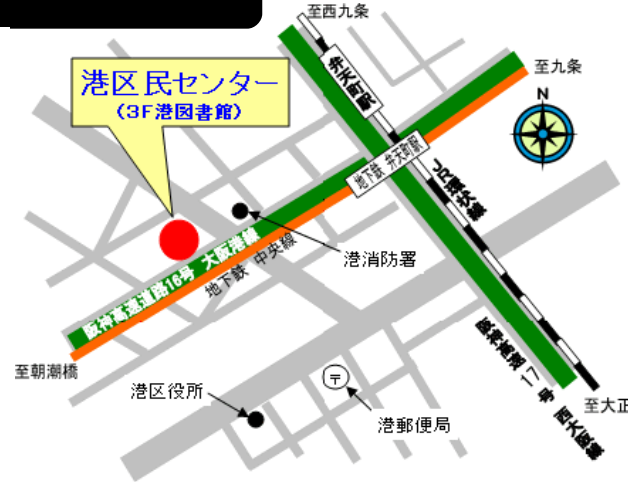 至西九条
弁天町駅
至九条
港区民センター
(3F港図書館)
N
地下鉄 弁天町駅
JR環状線
港消防署
阪神高速道路16号 大阪港線
地下鉄 中央線
至朝潮橋
港区役所
〒
港郵便局
阪神高速17号 西大阪線
至大正